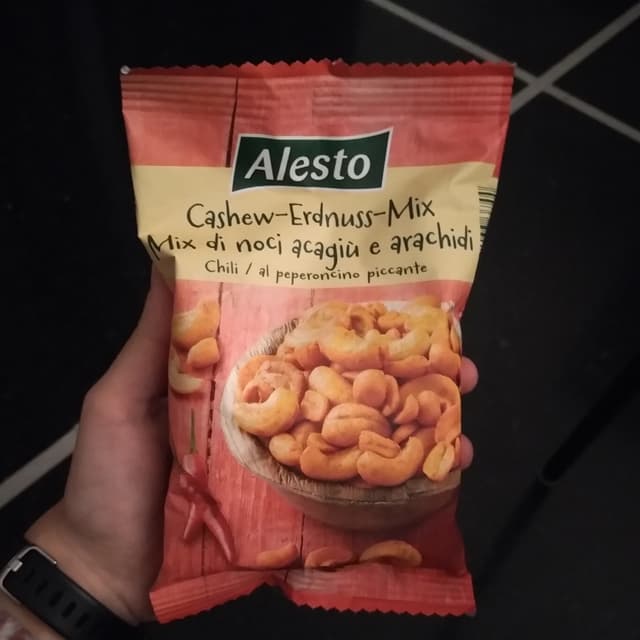 Alesto
Cashew-Erdnuss-Mix
Mix di noci acagiù e arachidi
Chili / al peperoncino piccante